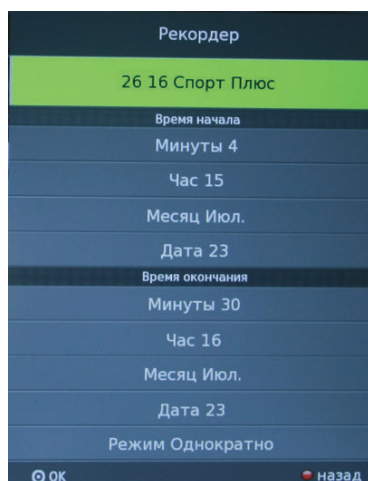 Рекордер
26 16 Спорт Плюс
Время начала
Минуты 4
Час 15
Месяц Июл.
Дата 23
Время окончания
Минуты 30
Час 16
Месяц Июл.
Дата 23
Режим Однократно
OK назад